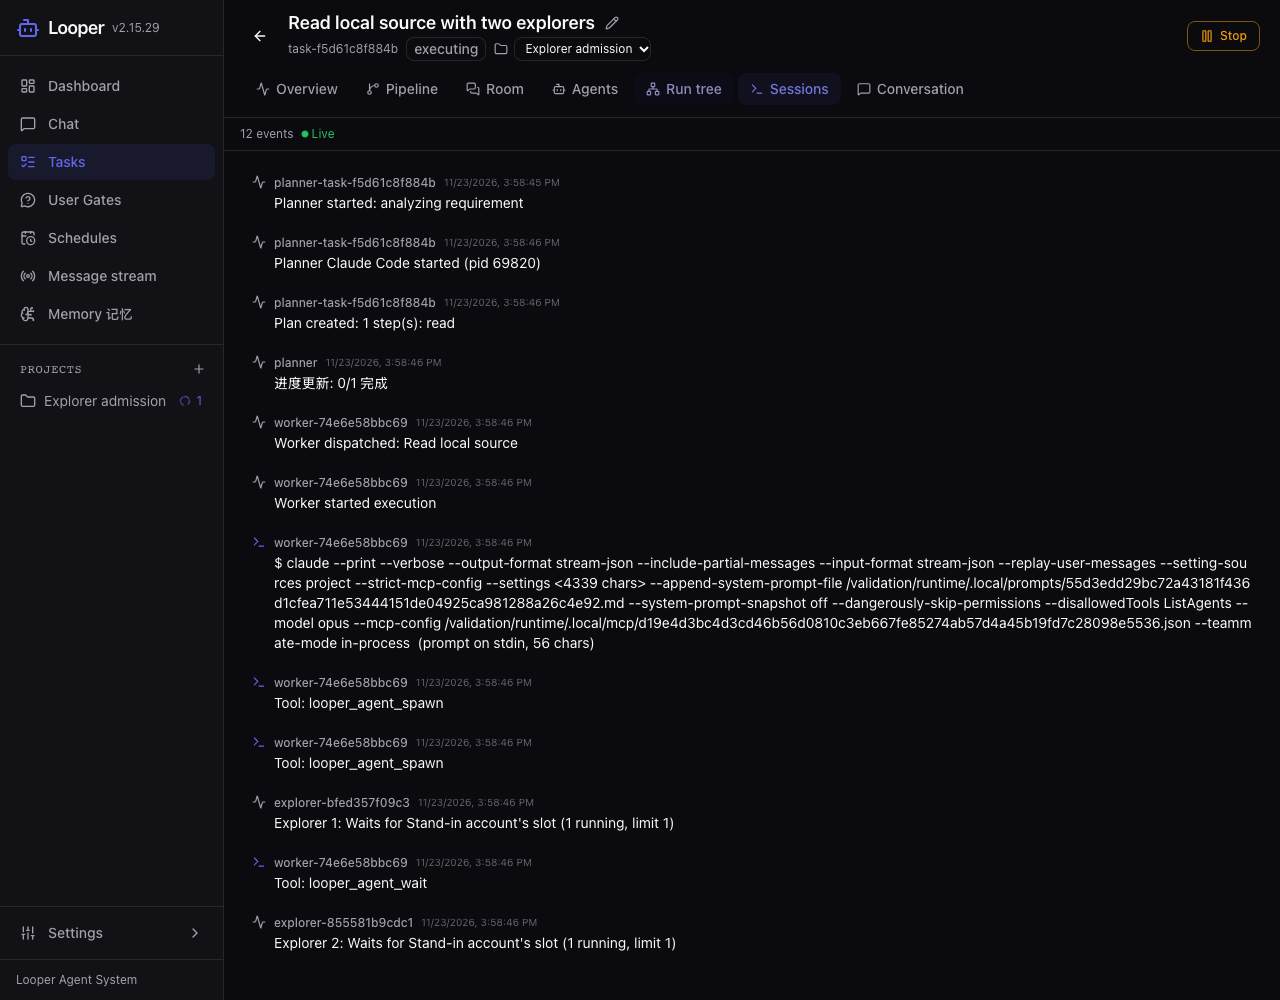 Looper v2.15.29
Dashboard
Chat
Tasks
User Gates
Schedules
Message stream
Memory 记忆
PROJECTS
Explorer admission 1
Settings
Looper Agent System
Read local source with two explorers
task-f5d61c8f884b executing Explorer admission
Stop
Overview Pipeline Room Agents Run tree Sessions Conversation
12 events Live
planner-task-f5d61c8f884b 11/23/2026, 3:58:45 PM
Planner started: analyzing requirement
planner-task-f5d61c8f884b 11/23/2026, 3:58:46 PM
Planner Claude Code started (pid 69820)
planner-task-f5d61c8f884b 11/23/2026, 3:58:46 PM
Plan created: 1 step(s): read
planner 11/23/2026, 3:58:46 PM
进度更新: 0/1 完成
worker-74e6e58bbc69 11/23/2026, 3:58:46 PM
Worker dispatched: Read local source
worker-74e6e58bbc69 11/23/2026, 3:58:46 PM
Worker started execution
worker-74e6e58bbc69 11/23/2026, 3:58:46 PM
$ claude --print --verbose --output-format stream-json --include-partial-messages --input-format stream-json --replay-user-messages --setting-sou
rces project --strict-mcp-config --settings <4339 chars> --append-system-prompt-file /validation/runtime/.local/prompts/55d3edd29bc72a43181f436
d1cfea711e53444151de04925ca981288a26c4e92.md --system-prompt-snapshot off --dangerously-skip-permissions --disallowedTools ListAgents --
model opus --mcp-config /validation/runtime/.local/mcp/d19e4d3bc4d3cd46b56d0810c3eb667fe85274ab57d4a45b19fd7c28098e5536.json --teamm
ate-mode in-process (prompt on stdin, 56 chars)
worker-74e6e58bbc69 11/23/2026, 3:58:46 PM
Tool: looper_agent_spawn
worker-74e6e58bbc69 11/23/2026, 3:58:46 PM
Tool: looper_agent_spawn
explorer-bfed357f09c3 11/23/2026, 3:58:46 PM
Explorer 1: Waits for Stand-in account's slot (1 running, limit 1)
worker-74e6e58bbc69 11/23/2026, 3:58:46 PM
Tool: looper_agent_wait
explorer-855581b9cdc1 11/23/2026, 3:58:46 PM
Explorer 2: Waits for Stand-in account's slot (1 running, limit 1)